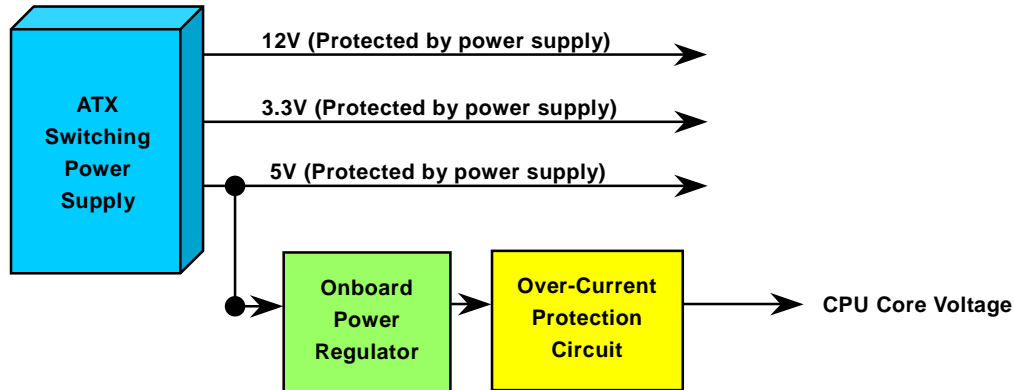 12V (Protected by power supply)
ATX
Switching
Power
Supply
3.3V (Protected by power supply)
5V (Protected by power supply)
Onboard
Power
Regulator
Over-Current
Protection
Circuit
CPU Core Voltage